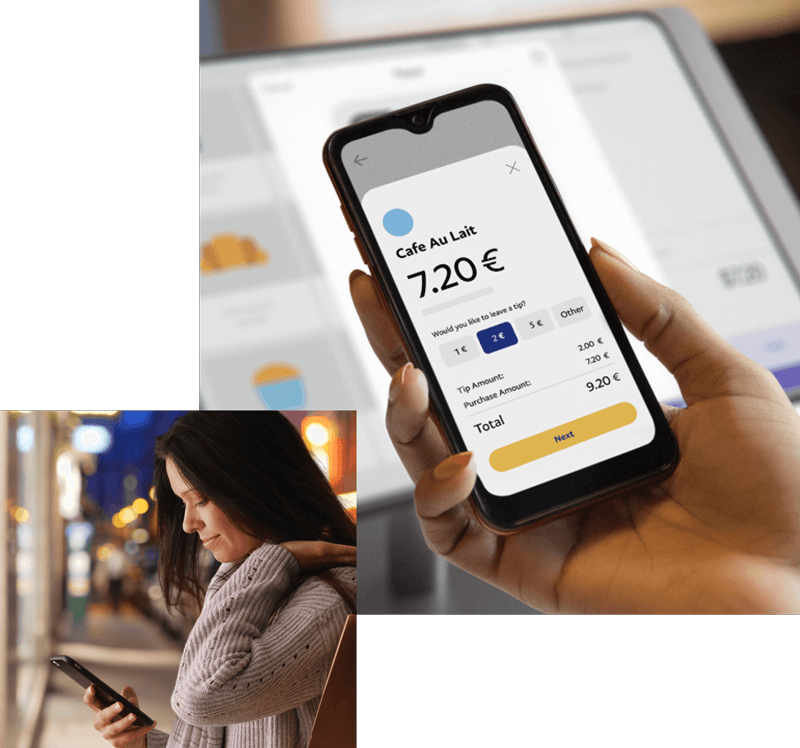 Cafe Au Lait
7.20 €
Would you like to leave a tip?
1 € 2 € 5 € Other
Tip Amount: 2.00 €
Purchase Amount: 7.20 €
Total 9.20 €
Next